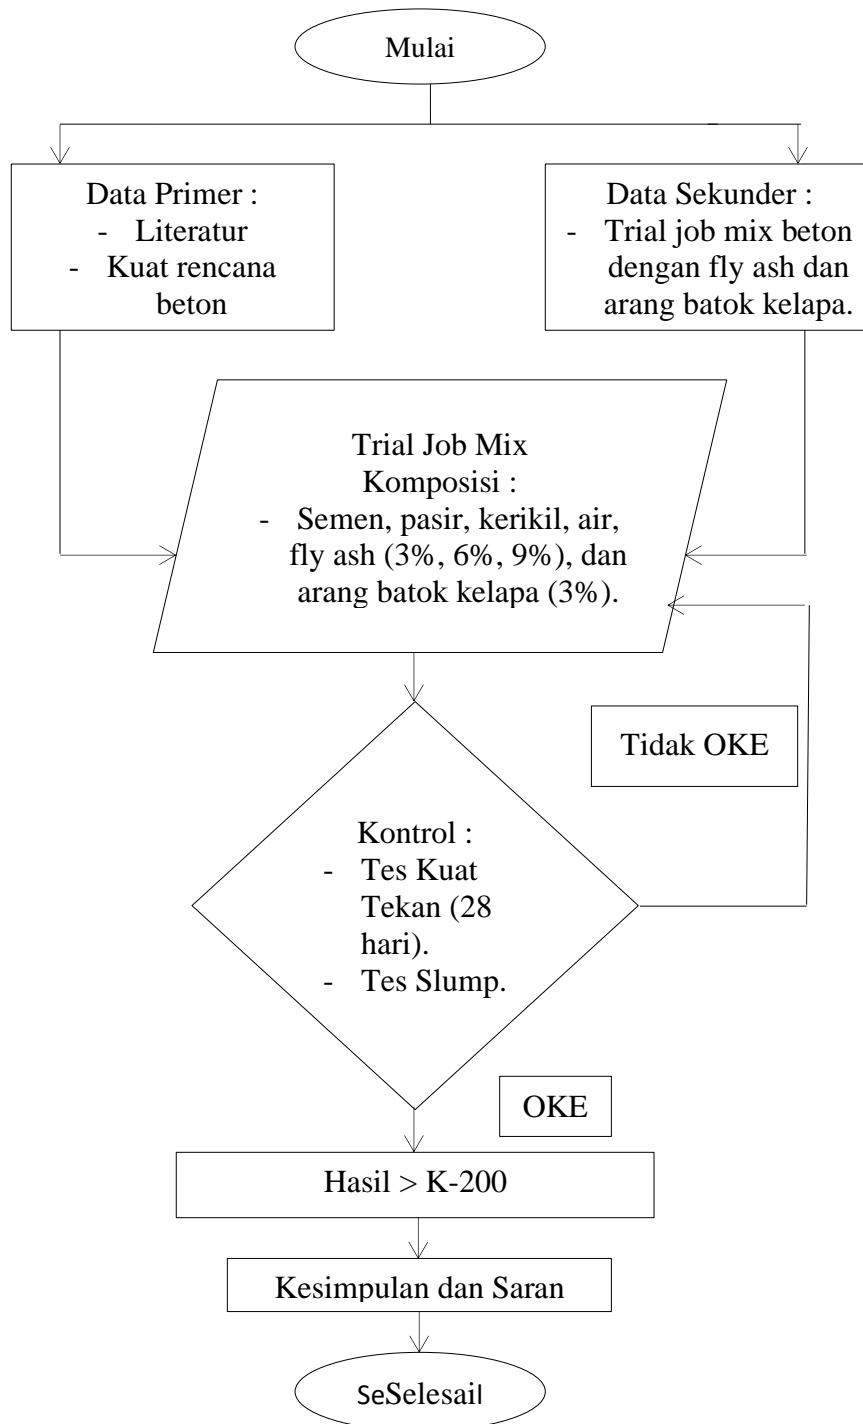 Mulai
Data Primer :
- Literatur
- Kuat rencana
beton
Data Sekunder :
- Trial job mix beton
dengan fly ash dan
arang batok kelapa.
Trial Job Mix
Komposisi :
- Semen, pasir, kerikil, air,
fly ash (3%, 6%, 9%), dan
arang batok kelapa (3%).
Tidak OKE
Kontrol :
- Tes Kuat
Tekan (28
hari).
- Tes Slump.
OKE
Hasil > K-200
Kesimpulan dan Saran
SeSelesail